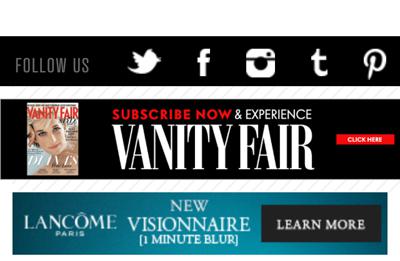 FOLLOW US
SUBSCRIBE NOW & EXPERIENCE
VANITY FAIR
CLICK HERE
VANITY FAIR
LANCÔME
PARIS
NEW
VISIONNAIRE
[1 MINUTE BLUR]
LEARN MORE